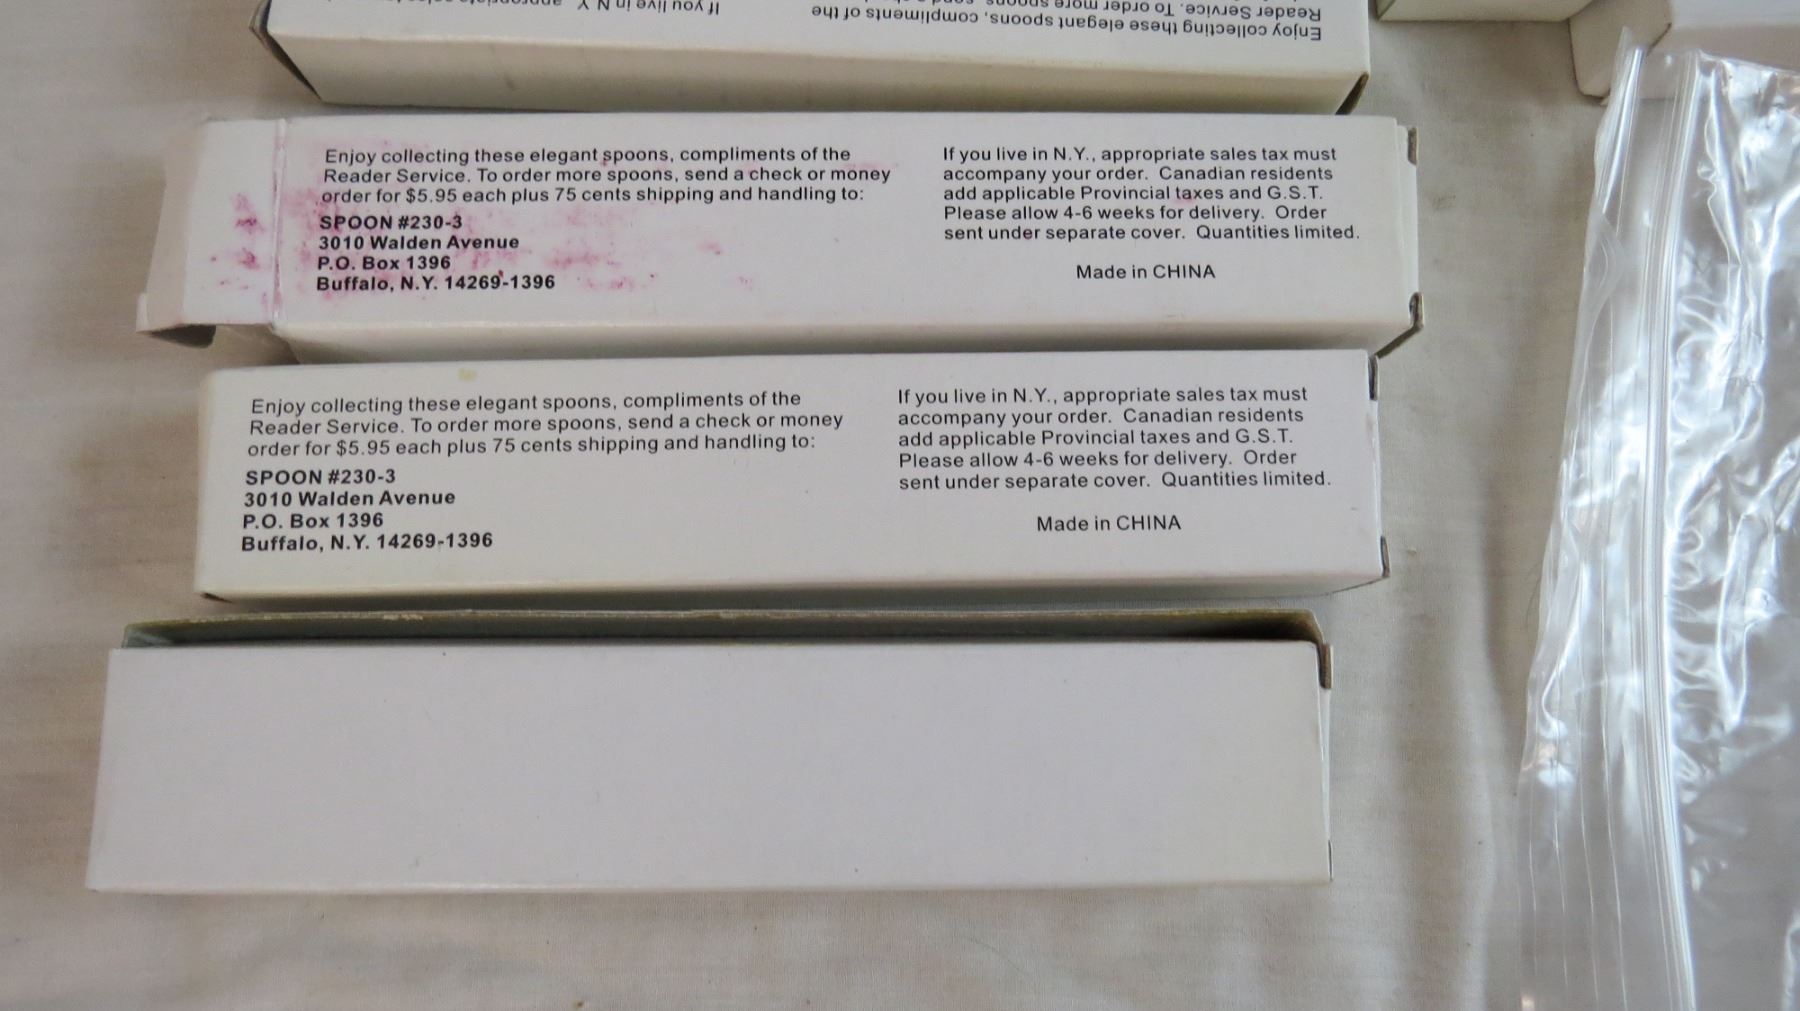 Enjoy collecting these elegant spoons, compliments of the
Reader Service. To order more spoons, send a
If you live in N.Y., appropriate sales
Enjoy collecting these elegant spoons, compliments of the
Reader Service. To order more spoons, send a check or money
order for $5.95 each plus 75 cents shipping and handling to:
SPOON #230-3
3010 Walden Avenue
P.O. Box 1396
Buffalo, N.Y. 14269-1396
If you live in N.Y., appropriate sales tax must
accompany your order. Canadian residents
add applicable Provincial taxes and G.S.T.
Please allow 4-6 weeks for delivery. Order
sent under separate cover. Quantities limited.
Made in CHINA
Enjoy collecting these elegant spoons, compliments of the
Reader Service. To order more spoons, send a check or money
order for $5.95 each plus 75 cents shipping and handling to:
SPOON #230-3
3010 Walden Avenue
P.O. Box 1396
Buffalo, N.Y. 14269-1396
If you live in N.Y., appropriate sales tax must
accompany your order. Canadian residents
add applicable Provincial taxes and G.S.T.
Please allow 4-6 weeks for delivery. Order
sent under separate cover. Quantities limited.
Made in CHINA